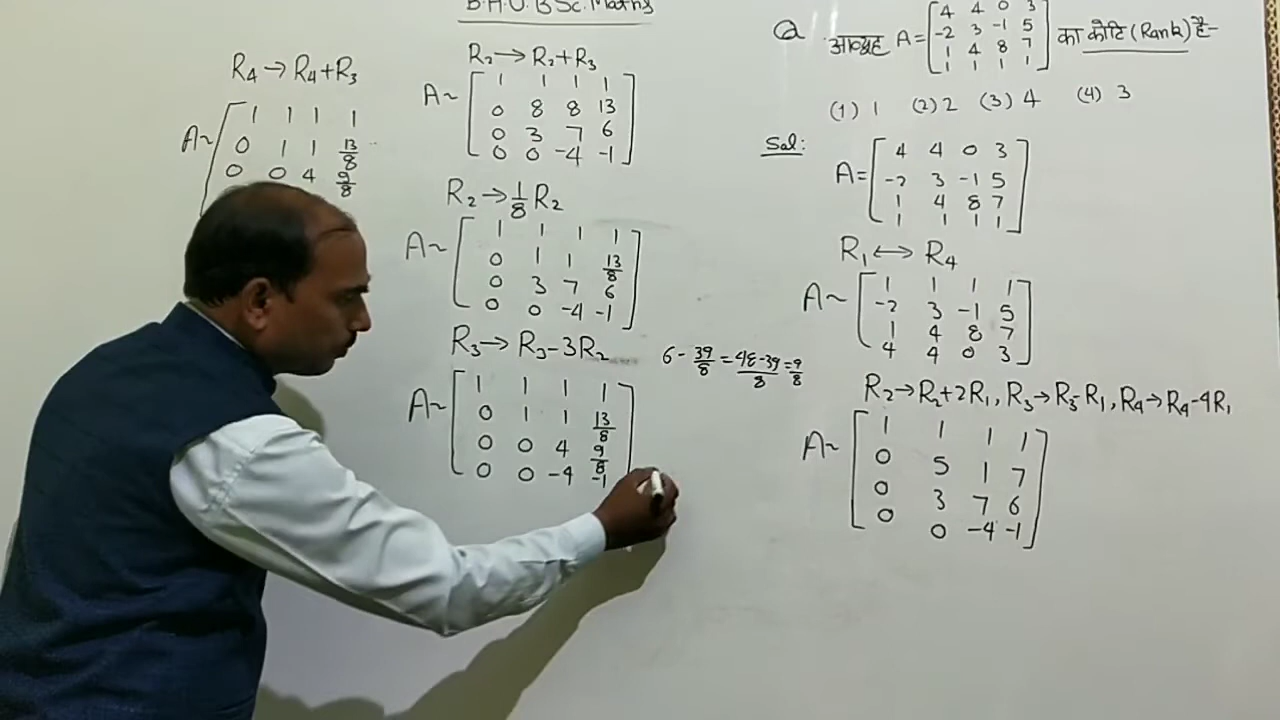 B.H.U. B.Sc. Maths
Q आव्यूह A = [4 4 0 3
-2 3 -1 5
1 4 8 7
1 1 1 1] का कोटि (Rank) है-
(1) 1 (2) 2 (3) 4 (4) 3
Sol:
A = [4 4 0 3
-2 3 -1 5
1 4 8 7
1 1 1 1]
R₁ ↔ R₄
A ~ [1 1 1 1
-2 3 -1 5
1 4 8 7
4 4 0 3]
R₂ → R₂+2R₁, R₃ → R₃-R₁, R₄ → R₄-4R₁
A ~ [1 1 1 1
0 5 1 7
0 3 7 6
0 0 -4 -1]
R₂ → R₂+R₃
A ~ [1 1 1 1
0 8 8 13
0 3 7 6
0 0 -4 -1]
R₂ → 1/8 R₂
A ~ [1 1 1 1
0 1 1 13/8
0 3 7 6
0 0 -4 -1]
R₃ → R₃-3R₂
6 - 39/8 = 48-39/8 = 9/8
A ~ [1 1 1 1
0 1 1 13/8
0 0 4 9/8
0 0 -4 -1]
R₄ → R₄+R₃
A ~ [1 1 1 1
0 1 1 13/8
0 0 4 9/8